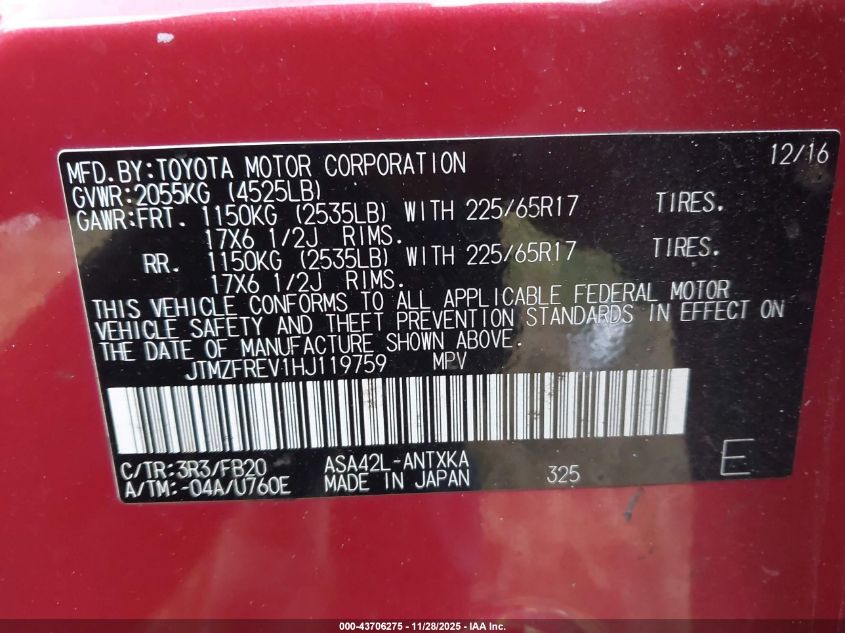 MFD.BY:TOYOTA MOTOR CORPORATION 12/16
GVWR:2055KG (4525LB)
GAWR:FRT. 1150KG (2535LB) WITH 225/65R17 TIRES.
17X6 1/2J RIMS.
RR. 1150KG (2535LB) WITH 225/65R17 TIRES.
17X6 1/2J RIMS.
THIS VEHICLE CONFORMS TO ALL APPLICABLE FEDERAL MOTOR
VEHICLE SAFETY AND THEFT PREVENTION STANDARDS IN EFFECT ON
THE DATE OF MANUFACTURE SHOWN ABOVE.
JTMZFREV1HJ119759 MPV
C/TR:3R3/FB20 ASA42L-ANTXKA
A/TM:-04A/U760E MADE IN JAPAN 325 E
000-43706275 - 11/28/2025 - IAA Inc.